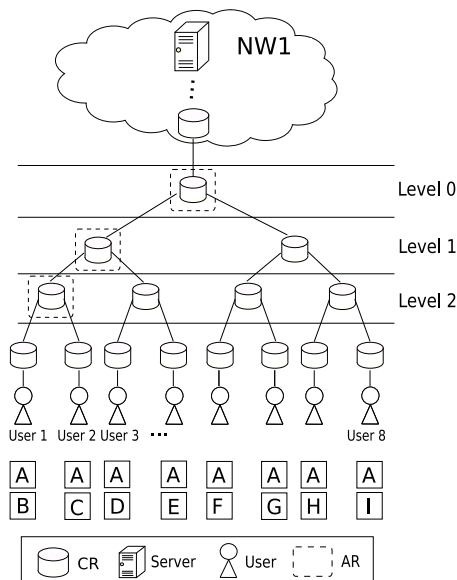 NW1
Level 0
Level 1
Level 2
User 1 User 2 User 3 ... User 8
A A A A A A A A
B C D E F G H I
CR Server User AR